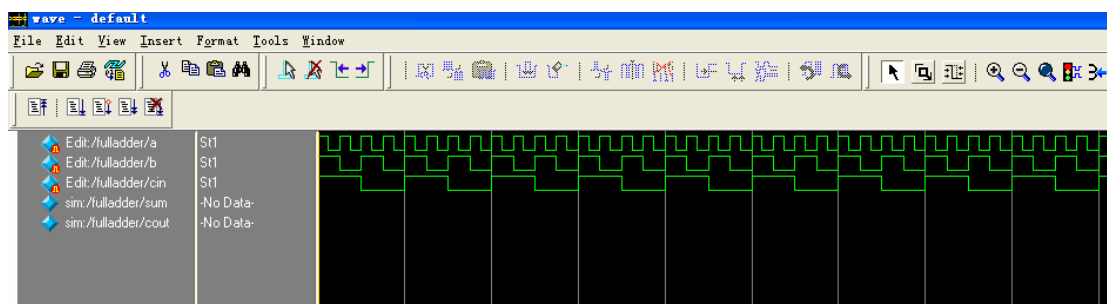 wave - default
File Edit View Insert Format Tools Window
Edit:/fulladder/a St1
Edit:/fulladder/b St1
Edit:/fulladder/cin St1
sim:/fulladder/sum -No Data-
sim:/fulladder/cout -No Data-